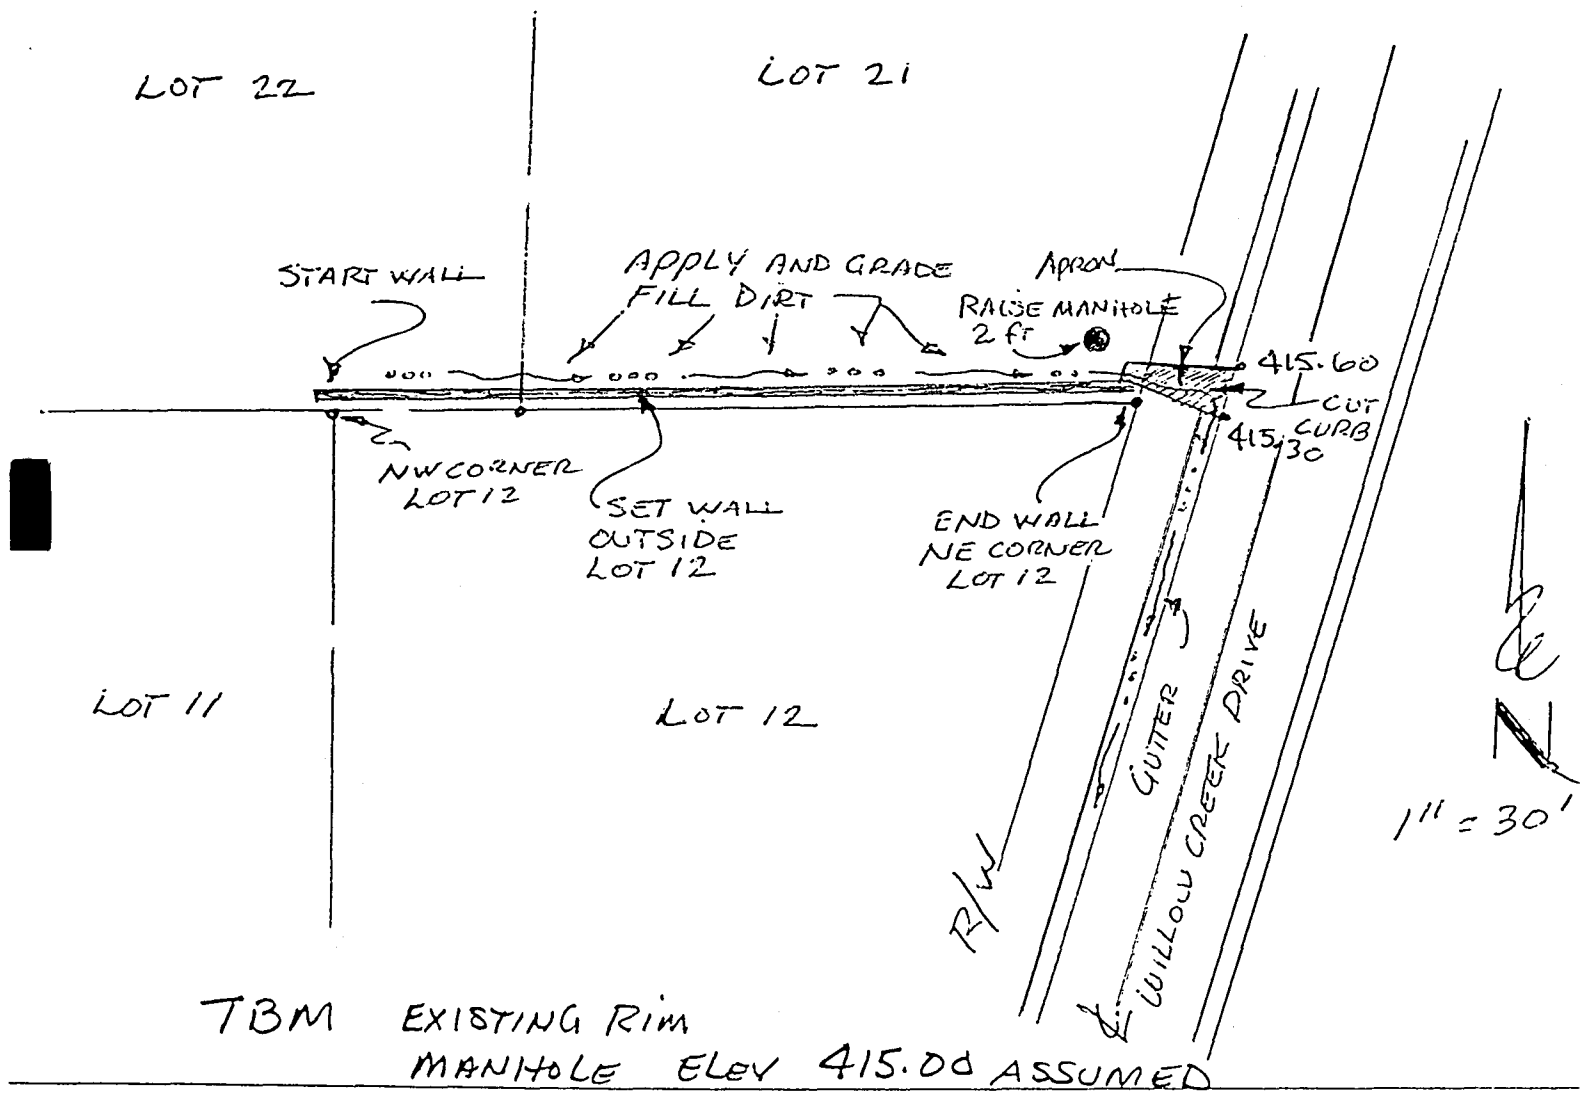 LOT 22
LOT 21
START WALL
APPLY AND GRADE
FILL DIRT
APRON
RAISE MANHOLE
2 ft
415.60
CUT
CURB
415.30
NW CORNER
LOT 12
SET WALL
OUTSIDE
LOT 12
END WALL
NE CORNER
LOT 12
LOT 11
LOT 12
GUTTER
WILLOW CREEK DRIVE
R/W
N
1" = 30'
TBM EXISTING RIM
MANHOLE ELEV 415.00 ASSUMED